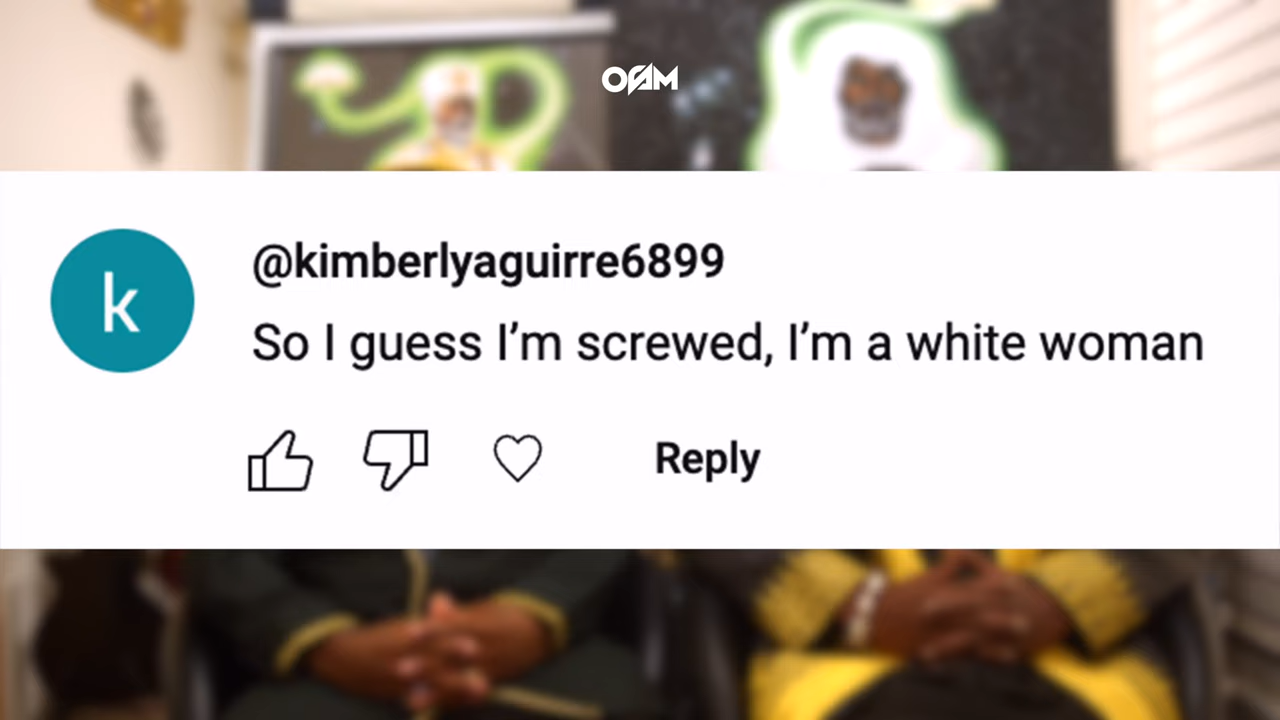 OFAM
k
@kimberlyaguirre6899
So I guess I’m screwed, I’m a white woman
Reply